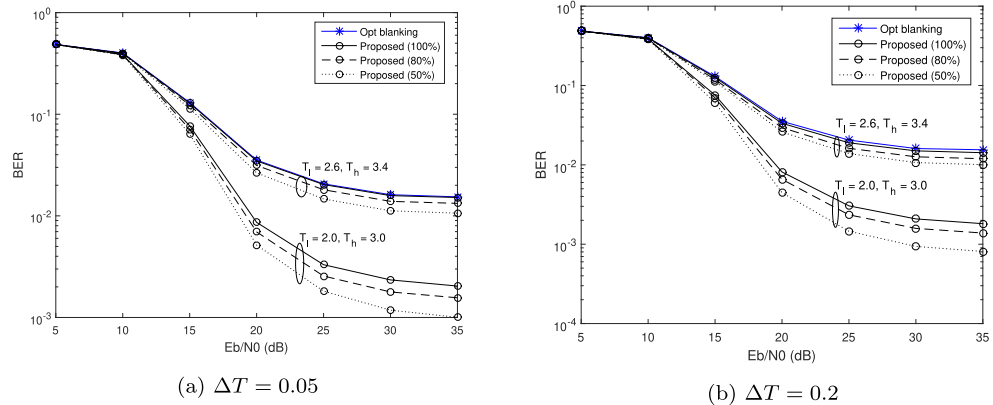 10^0
10^-1
10^-2
10^-3
BER
5 10 15 20 25 30 35
Eb/N0 (dB)
Opt blanking
Proposed (100%)
Proposed (80%)
Proposed (50%)
T_l = 2.6, T_h = 3.4
T_l = 2.0, T_h = 3.0
(a) ΔT = 0.05
10^0
10^-1
10^-2
10^-3
10^-4
BER
5 10 15 20 25 30 35
Eb/N0 (dB)
Opt blanking
Proposed (100%)
Proposed (80%)
Proposed (50%)
T_l = 2.6, T_h = 3.4
T_l = 2.0, T_h = 3.0
(b) ΔT = 0.2